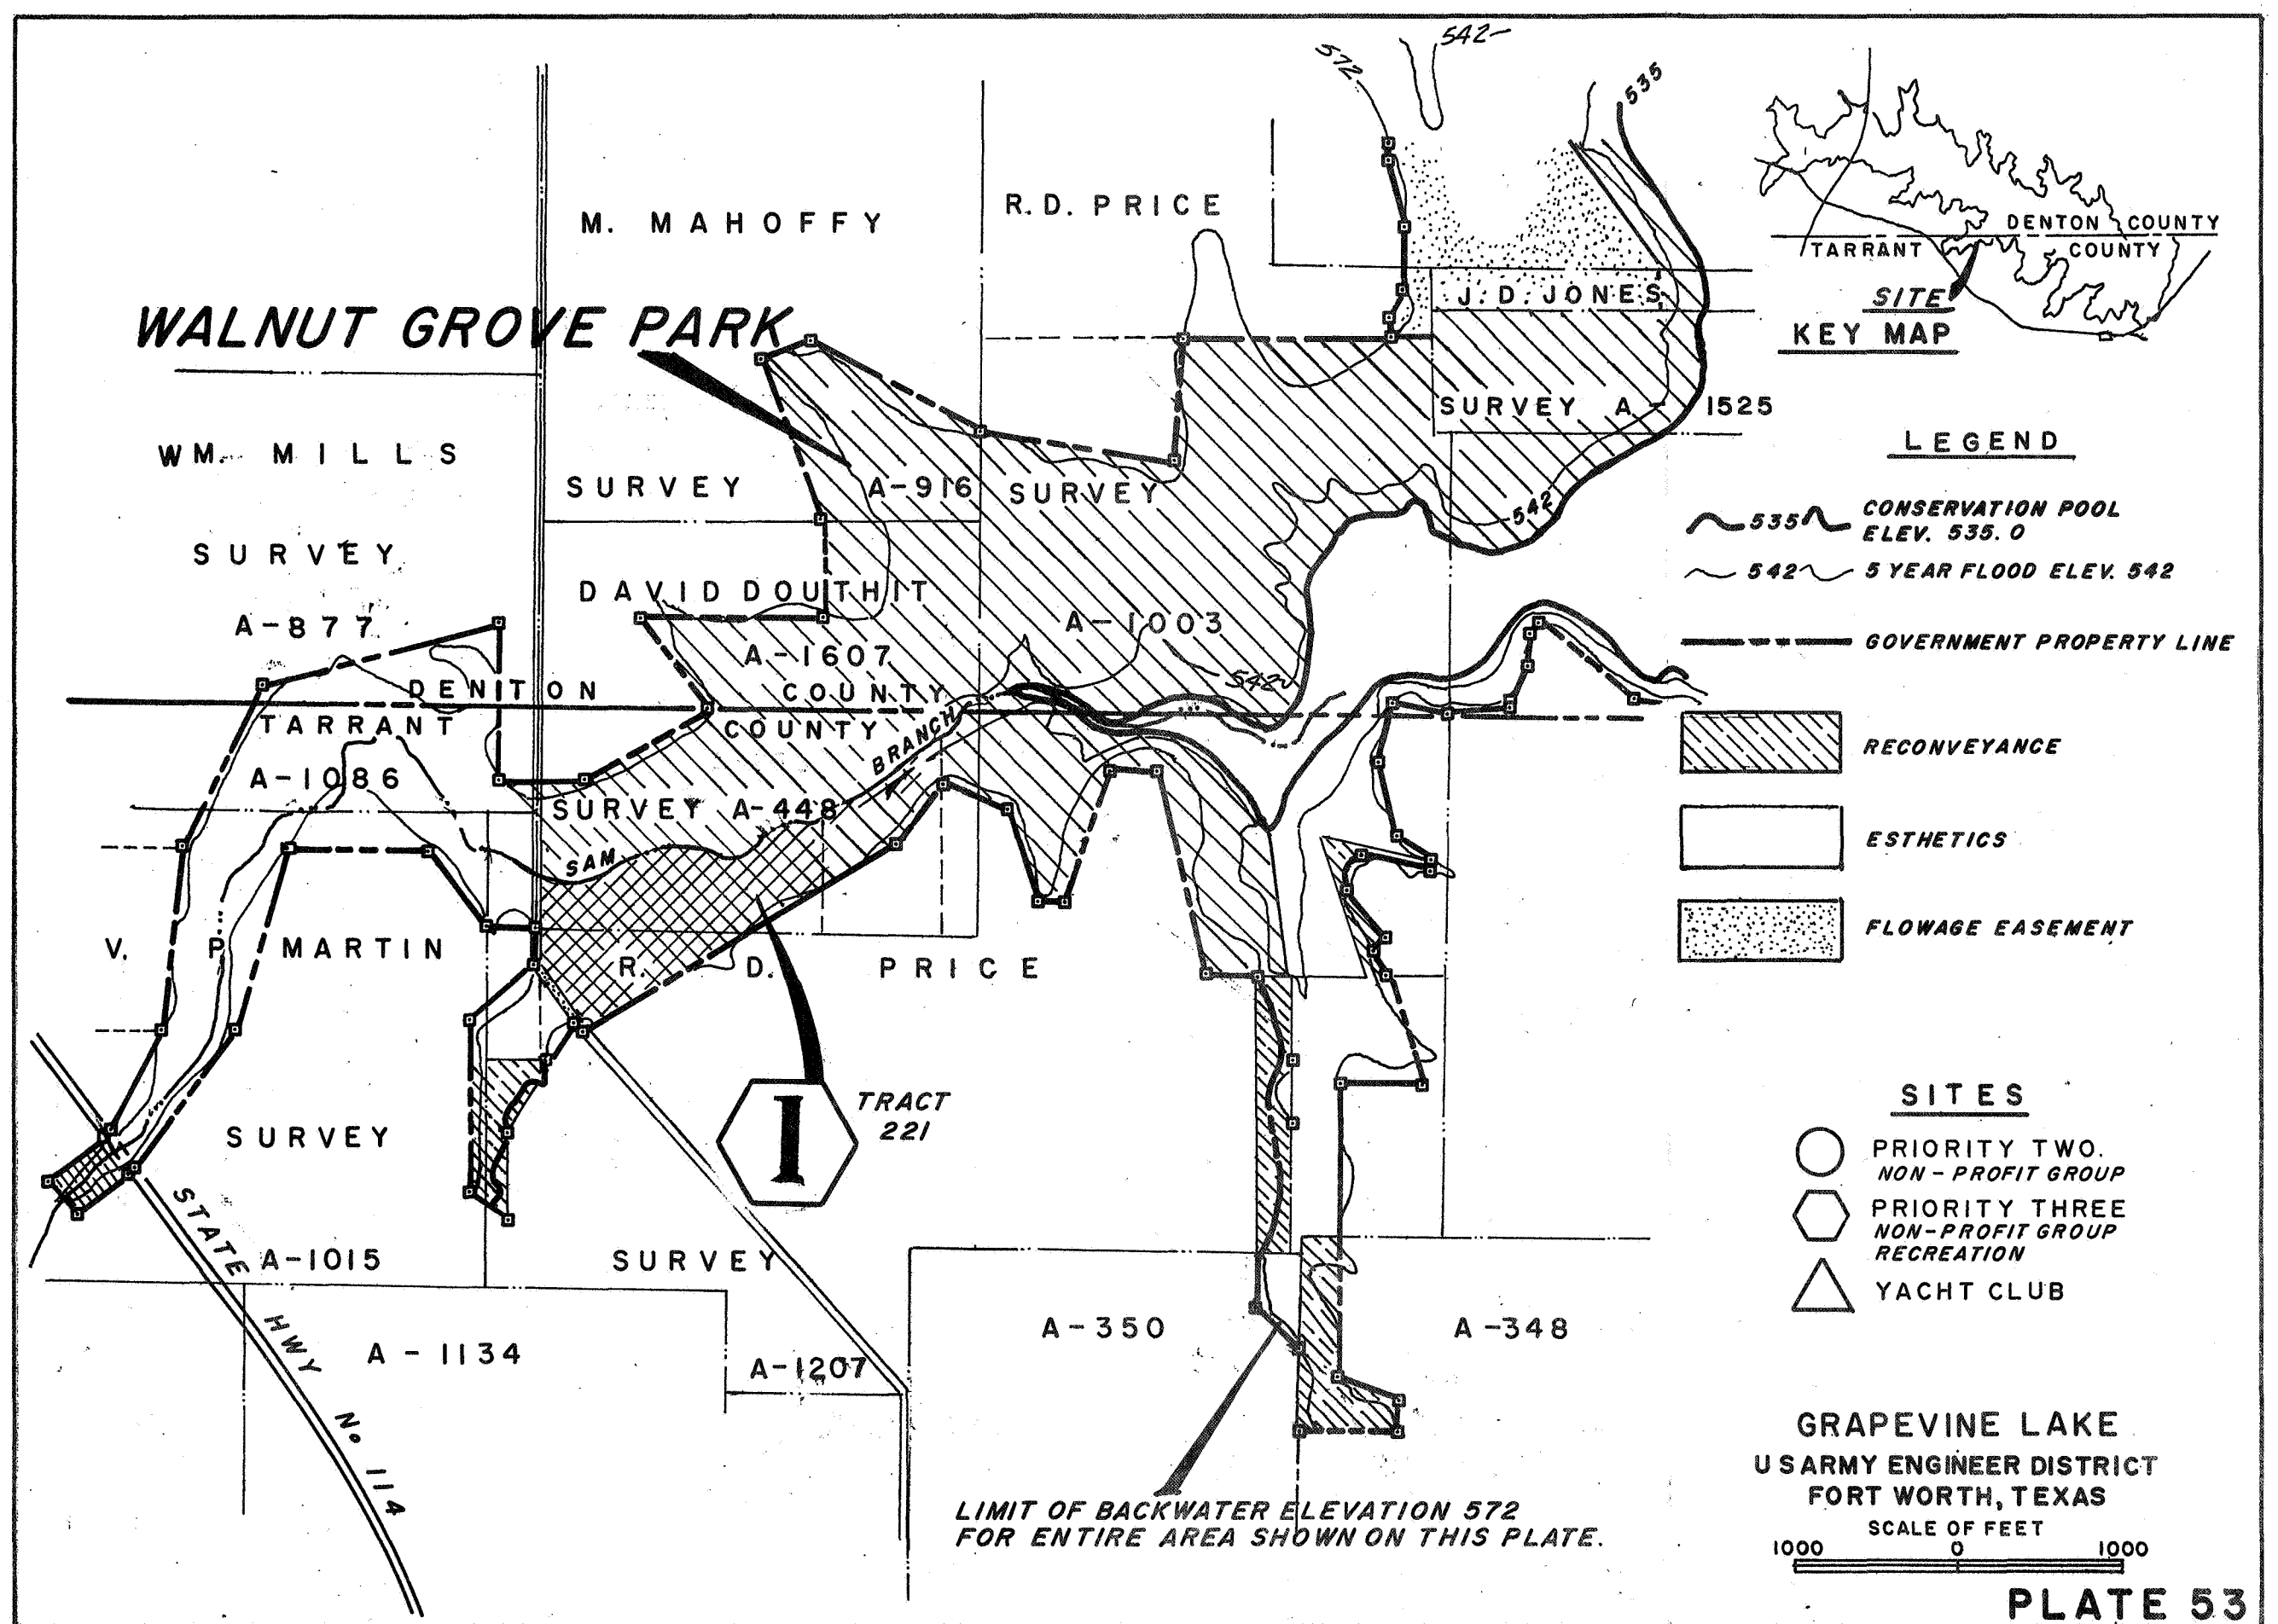 572
542
535
M. MAHOFFY
R. D. PRICE
DENTON COUNTY
TARRANT COUNTY
SITE
KEY MAP
J. D. JONES
WALNUT GROVE PARK
SURVEY A - 1525
WM. MILLS
LEGEND
SURVEY
A-916
SURVEY
542
535
CONSERVATION POOL
ELEV. 535.0
SURVEY
542
5 YEAR FLOOD ELEV. 542
DAVID DOUTHIT
A-877
A-1003
A-1607
GOVERNMENT PROPERTY LINE
542
DENTON COUNTY
TARRANT COUNTY
BRANCH
RECONVEYANCE
A-1086
SURVEY A-448
SAM
ESTHETICS
FLOWAGE EASEMENT
V. P. MARTIN
R. D. PRICE
SITES
I
TRACT
221
SURVEY
PRIORITY TWO.
NON-PROFIT GROUP
PRIORITY THREE
NON-PROFIT GROUP
RECREATION
STATE HWY No 114
A-1015
SURVEY
YACHT CLUB
A-350
A-348
A-1134
A-1207
GRAPEVINE LAKE
US ARMY ENGINEER DISTRICT
FORT WORTH, TEXAS
LIMIT OF BACKWATER ELEVATION 572
FOR ENTIRE AREA SHOWN ON THIS PLATE.
SCALE OF FEET
1000 0 1000
PLATE 53